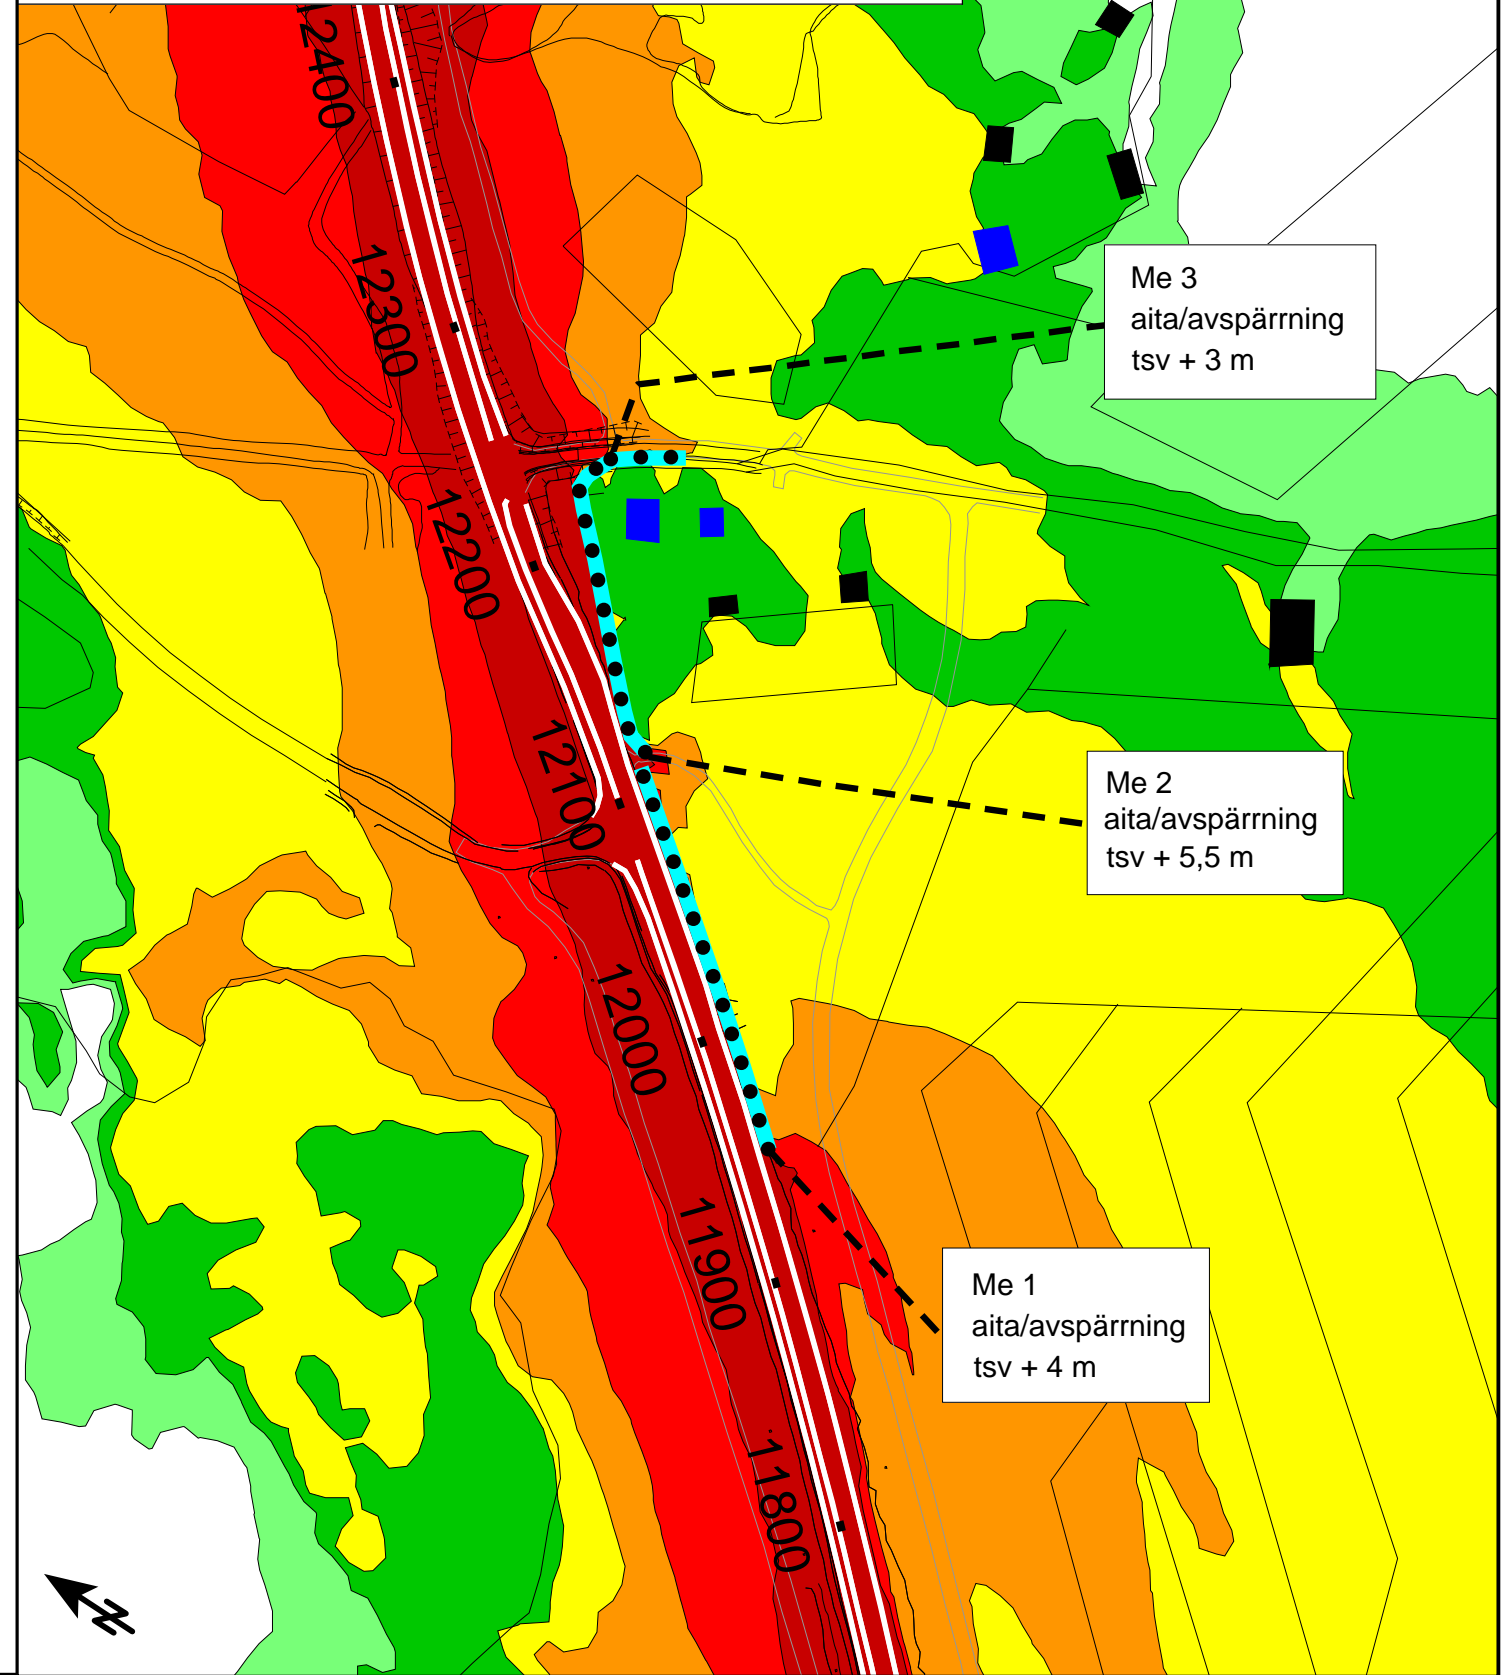 12400
12300
Me 3
aita/avspärrning
tsv + 3 m
12200
12100
Me 2
aita/avspärrning
tsv + 5,5 m
12000
11900
Me 1
aita/avspärrning
tsv + 4 m
11800
N